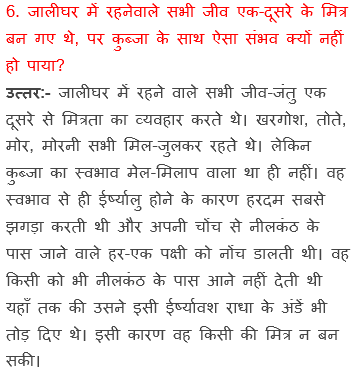 6. जालीघर में रहनेवाले सभी जीव एक-दूसरे के मित्र
बन गए थे, पर कुब्जा के साथ ऐसा संभव क्यों नहीं
हो पाया?
उत्तर:- जालीघर में रहने वाले सभी जीव-जंतु एक
दूसरे से मित्रता का व्यवहार करते थे। खरगोश, तोते,
मोर, मोरनी सभी मिल-जुलकर रहते थे। लेकिन
कुब्जा का स्वभाव मेल-मिलाप वाला था ही नहीं। वह
स्वभाव से ही ईर्ष्यालु होने के कारण हरदम सबसे
झगड़ा करती थी और अपनी चोंच से नीलकंठ के
पास जाने वाले हर-एक पक्षी को नोंच डालती थी। वह
किसी को भी नीलकंठ के पास आने नहीं देती थी
यहाँ तक की उसने इसी ईर्ष्यावश राधा के अंडें भी
तोड़ दिए थे। इसी कारण वह किसी की मित्र न बन
सकी।